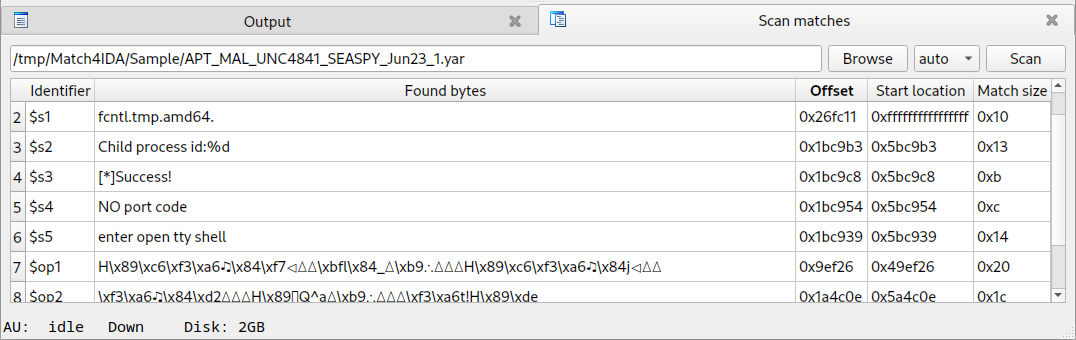 Output
Scan matches
/tmp/Match4IDA/Sample/APT_MAL_UNC4841_SEASPY_Jun23_1.yar Browse auto Scan
Identifier Found bytes Offset Start location Match size
2 $s1 fcntl.tmp.amd64. 0x26fc11 0xffffffffffffffff 0x10
3 $s2 Child process id:%d 0x1bc9b3 0x5bc9b3 0x13
4 $s3 [*]Success! 0x1bc9c8 0x5bc9c8 0xb
5 $s4 NO port code 0x1bc954 0x5bc954 0xc
6 $s5 enter open tty shell 0x1bc939 0x5bc939 0x14
7 $op1 H\x89\xc6\xf3\xa6♫\x84\xf7◁△△\xbfl\x84_△\xb9∴△△△H\x89\xc6\xf3\xa6♫\x84j◁△△ 0x9ef26 0x49ef26 0x20
8 $op2 \xf3\xa6♫\x84\xd2△△△H\x89▯Q^a△\xb9∴△△△\xf3\xa6t!H\x89\xde 0x1a4c0e 0x5a4c0e 0x1c
AU: idle Down Disk: 2GB